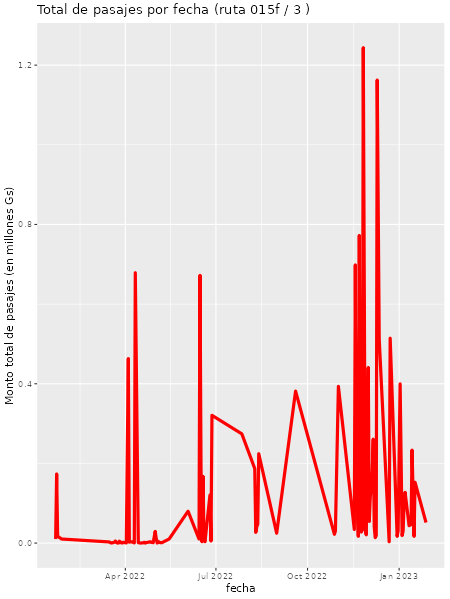 Total de pasajes por fecha (ruta 015f / 3 )
Monto total de pasajes (en millones Gs)
1.2
0.8
0.4
0.0
Apr 2022 Jul 2022 Oct 2022 Jan 2023
fecha